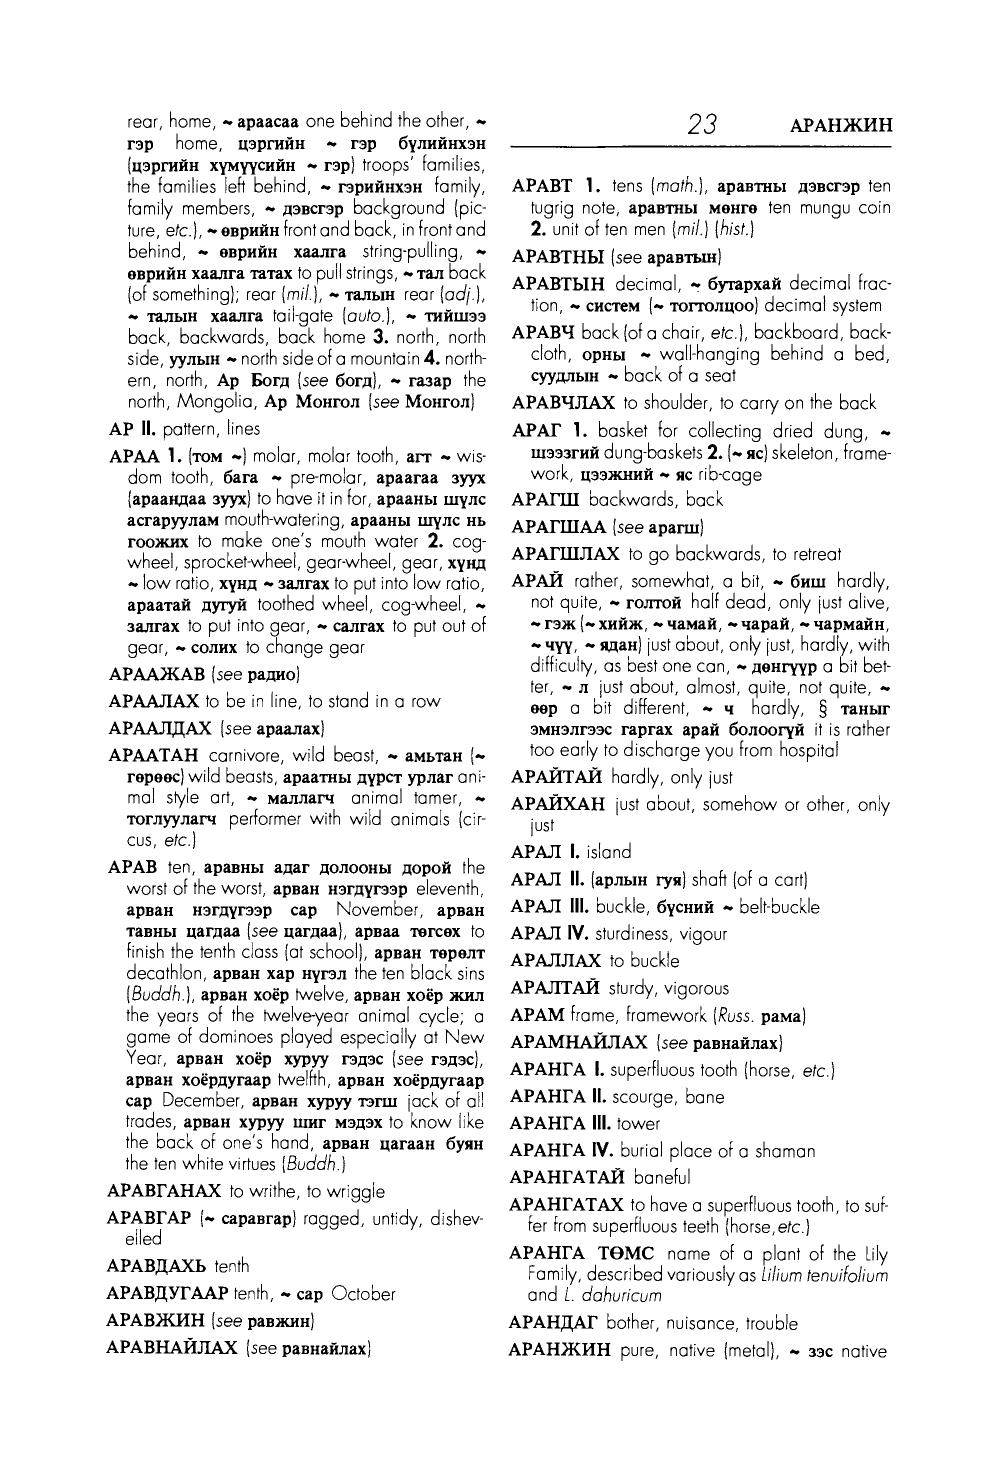 rear, home, ~ араасаа one behind the other, ~
гэр home, цэргийн ~ гэр бүлийнхэн
(цэргийн хүмүүсийн ~ гэр) troops' families,
the families left behind, ~ гэрийнхэн family,
family members, ~ дэвсгэр background (pic-
ture, etc.), ~ өврийн front and back, in front and
behind, ~ өврийн хаалга string-pulling, ~
өврийн хаалга татах to pull strings, ~ тал back
(of something); rear (mil.), ~ талын rear (adj.),
~ талын хаалга tail-gate (auto.), ~ тийшээ
back, backwards, back home 3. north, north
side, уулын ~ north side of a mountain 4. north-
ern, north, Ар Богд (see богд), ~ газар the
north, Mongolia, Ар Монгол (see Монгол)
АР II. pattern, lines
АРАА 1. (том ~) molar, molar tooth, агт ~ wis-
dom tooth, бага ~ pre-molar, араагаа зуух
(араандаа зуух) to have it in for, арааны шүлс
асгаруулам mouth-watering, арааны шүлс нь
гоожих to make one's mouth water 2. cog-
wheel, sprocket-wheel, gear-wheel, gear, хүнд
~ low ratio, хүнд ~ залгах to put into low ratio,
араатай дугуй toothed wheel, cog-wheel, ~
залгах to put into gear, ~ салгах to put out of
gear, ~ солих to change gear
АРААЖАВ (see радио)
АРААЛАХ to be in line, to stand in a row
АРААЛДАХ (see араалах)
АРААТАН carnivore, wild beast, ~ амьтан (~
гөрөөс) wild beasts, араатны дүрст урлаг ani-
mal style art, ~ маллагч animal tamer, ~
тоглуулагч performer with wild animals (cir-
cus, etc.)
АРАВ ten, аравны адаг долооны дорой the
worst of the worst, арван нэгдүгээр eleventh,
арван нэгдүгээр сар November, арван
тавны цагдаа (see цагдаа), арваа төгсөх to
finish the tenth class (at school), арван төрөлт
decathlon, арван хар нүгэл the ten black sins
(Buddh.), арван хоёр twelve, арван хоёр жил
the years of the twelve-year animal cycle; a
game of dominoes played especially at New
Year, арван хоёр хуруу гэдэс (see гэдэс),
арван хоёрдугаар twelfth, арван хоёрдугаар
сар December, арван хуруу тэгш jack of all
trades, арван хуруу шиг мэдэх to know like
the back of one's hand, арван цагаан буян
the ten white virtues (Buddh.)
АРАВГАНАХ to writhe, to wriggle
АРАВГАР (~ саравгар) ragged, untidy, dishev-
elled
АРАВДАХЬ tenth
АРАВДУГААР tenth, ~ сар October
АРАВЖИН (see равжин)
АРАВНАЙЛАХ (see равнайлах)
23 АРАНЖИН
АРАВТ 1. tens (math.), аравтны дэвсгэр ten
tugrig note, аравтны мөнгө ten mungu coin
2. unit of ten men (mil.) (hist.)
АРАВТНЫ (see аравтын)
АРАВТЫН decimal, ~ бутархай decimal frac-
tion, ~ систем (~ тогтолцоо) decimal system
АРАВЧ back (of a chair, etc.), backboard, back-
cloth, орны ~ wall-hanging behind a bed,
суудлын ~ back of a seat
АРАВЧЛАХ to shoulder, to carry on the back
АРАГ 1. basket for collecting dried dung, ~
шээзгий dung-baskets 2. (~ яс) skeleton, frame-
work, цээжний ~ яс rib-cage
АРАГШ backwards, back
АРАГШАА (see арагш)
АРАГШЛАХ to go backwards, to retreat
АРАЙ rather, somewhat, a bit, ~ биш hardly,
not quite, ~ голтой half dead, only just alive,
~ гэж (~ хийж, ~ чамай, ~ чарай, ~ чармайн,
~ чүү, ~ ядан) just about, only just, hardly, with
difficulty, as best one can, ~ дөнгүүр a bit bet-
ter, ~ л just about, almost, quite, not quite, ~
өөр a bit different, ~ ч hardly, § таныг
эмнэлгээс гаргах арай болоогүй it is rather
too early to discharge you from hospital
АРАЙТАЙ hardly, only just
АРАЙХАН just about, somehow or other, only
just
АРАЛ I. island
АРАЛ II. (арлын гуя) shaft (of a cart)
АРАЛ III. buckle, бүсний ~ belt-buckle
АРАЛ IV. sturdiness, vigour
АРАЛЛАХ to buckle
АРАЛТАЙ sturdy, vigorous
АРАМ frame, framework (Russ. рама)
АРАМНАЙЛАХ (see равнайлах)
АРАНГА I. superfluous tooth (horse, etc.)
АРАНГА II. scourge, bane
АРАНГА III. tower
АРАНГА IV. burial place of a shaman
АРАНГАТАЙ baneful
АРАНГАТАХ to have a superfluous tooth, to suf-
fer from superfluous teeth (horse, etc.)
АРАНГА ТӨМС name of a plant of the Lily
Family, described variously as Lilium tenuifolium
and L. dahuricum
АРАНДАГ bother, nuisance, trouble
АРАНЖИН pure, native (metal), ~ зэс native